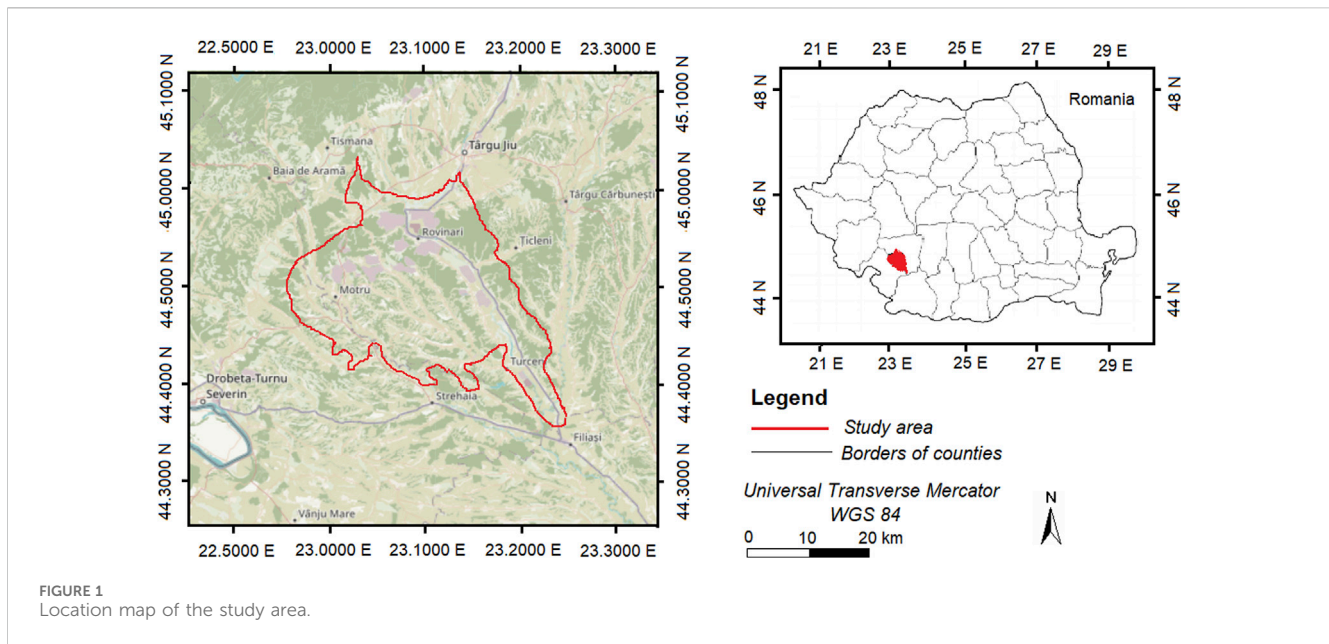 22.5000 E 23.0000 E 23.1000 E 23.2000 E 23.3000 E
45.1000 N
45.0000 N
44.5000 N
44.4000 N
44.3000 N
Tismana
Târgu Jiu
Baia de Aramă
Târgu Cărbunești
Rovinari
Ticleni
Motru
Turceni
Drobeta-Turnu
Severin
Strehaia
Filiași
Vânju Mare
45.1000 N
45.0000 N
44.5000 N
44.4000 N
44.3000 N
22.5000 E 23.0000 E 23.1000 E 23.2000 E 23.3000 E
21 E 23 E 25 E 27 E 29 E
48 N
46 N
44 N
Romania
48 N
46 N
44 N
21 E 23 E 25 E 27 E 29 E
Legend
Study area
Borders of counties
Universal Transverse Mercator
WGS 84
0 10 20 km
N
FIGURE 1
Location map of the study area.